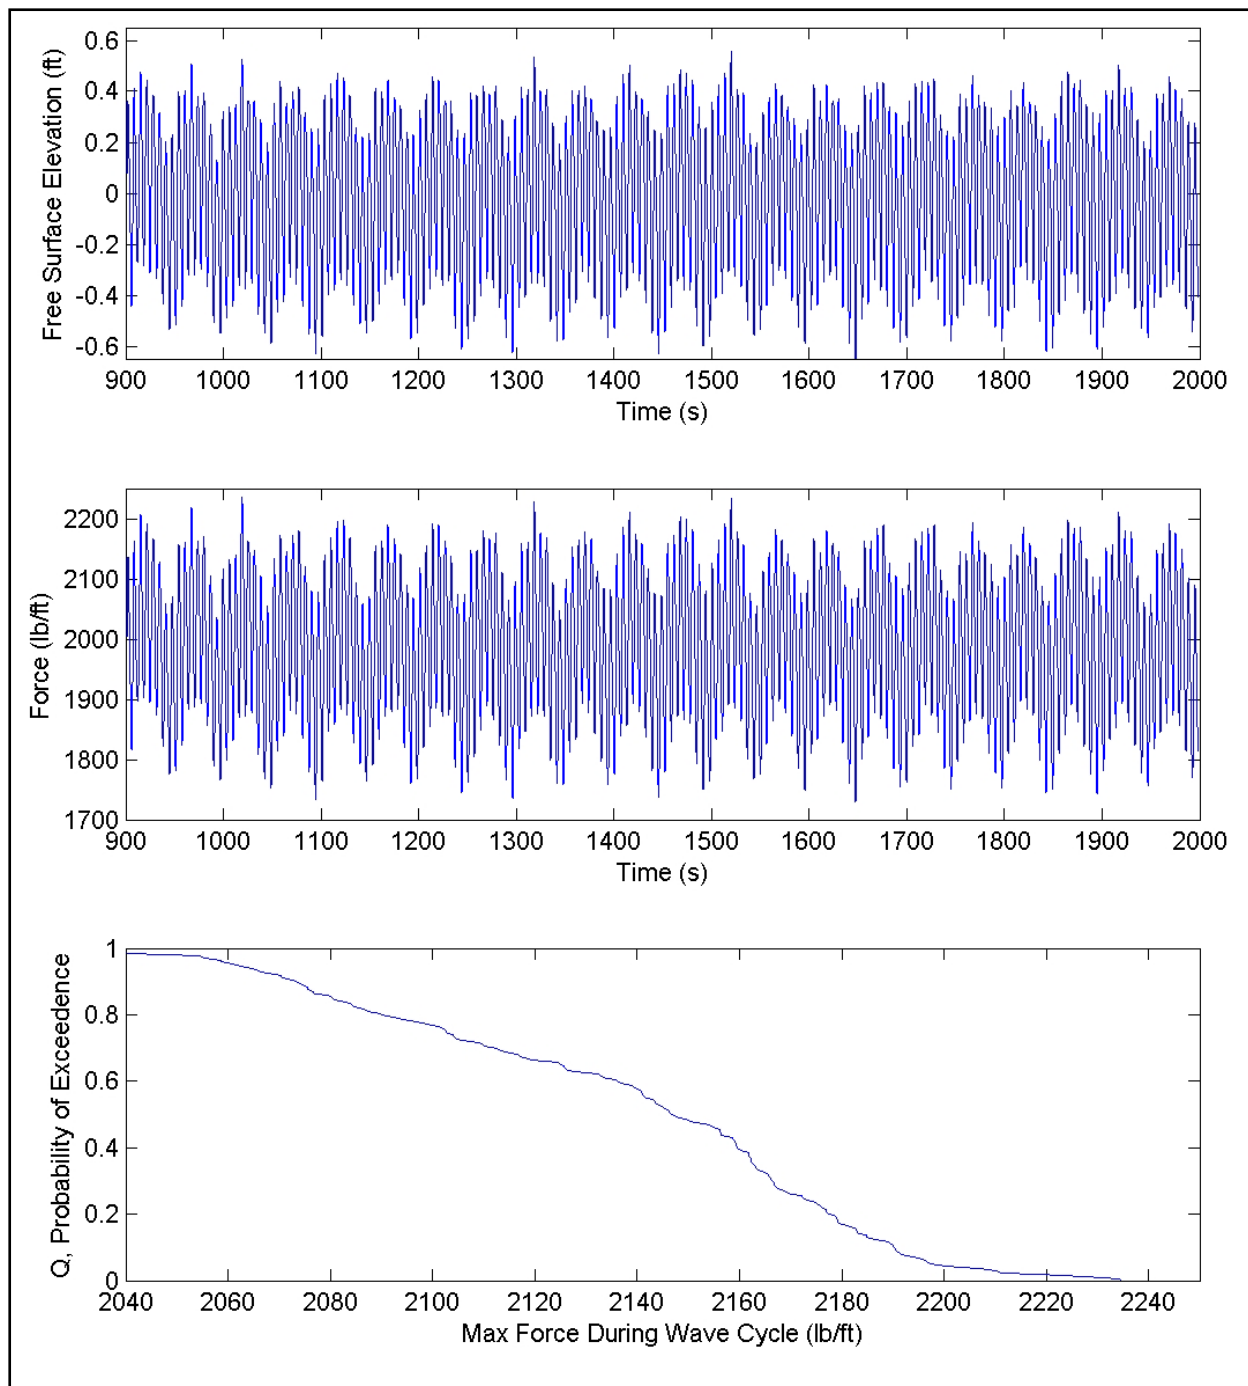 0.6
0.4
0.2
0
-0.2
-0.4
-0.6
Free Surface Elevation (ft)
900 1000 1100 1200 1300 1400 1500 1600 1700 1800 1900 2000
Time (s)
2200
2100
2000
1900
1800
1700
Force (lb/ft)
900 1000 1100 1200 1300 1400 1500 1600 1700 1800 1900 2000
Time (s)
1
0.8
0.6
0.4
0.2
0
Q, Probability of Exceedence
2040 2060 2080 2100 2120 2140 2160 2180 2200 2220 2240
Max Force During Wave Cycle (lb/ft)